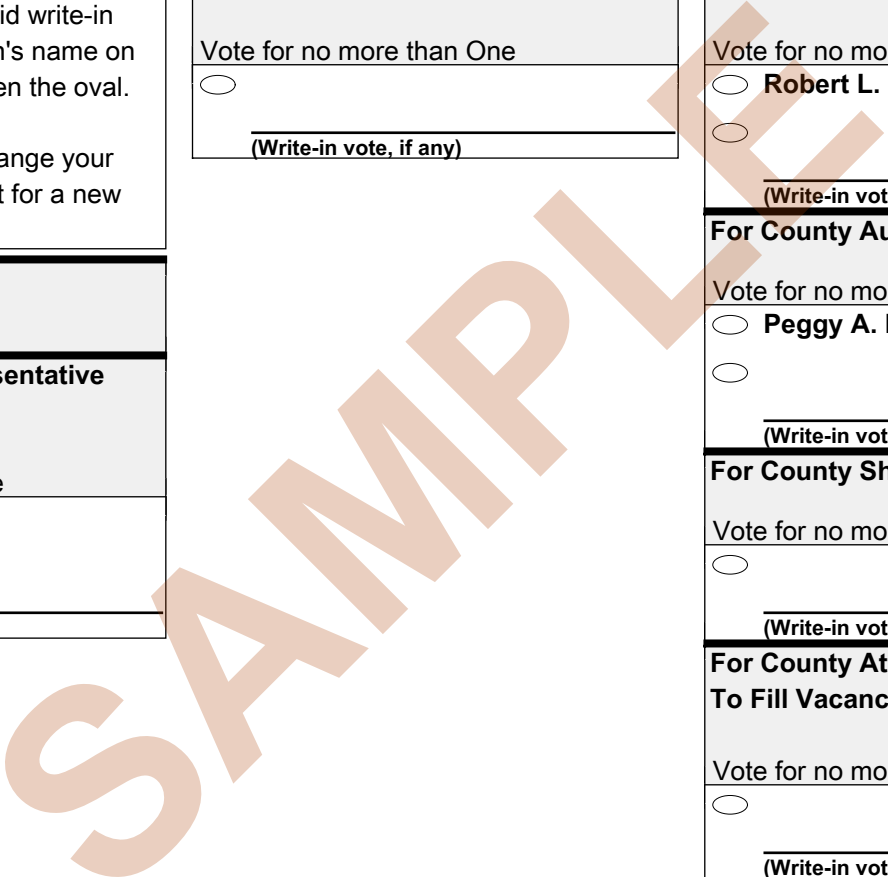 id write-in
n's name on
en the oval.
ange your
t for a new
sentative
e
Vote for no more than One
(Write-in vote, if any)
Vote for no mo
Robert L.
(Write-in vot
For County Au
Vote for no mo
Peggy A.
(Write-in vot
For County Sh
Vote for no mo
(Write-in vot
For County At
To Fill Vacanc
Vote for no mo
(Write-in vot
SAMPLE